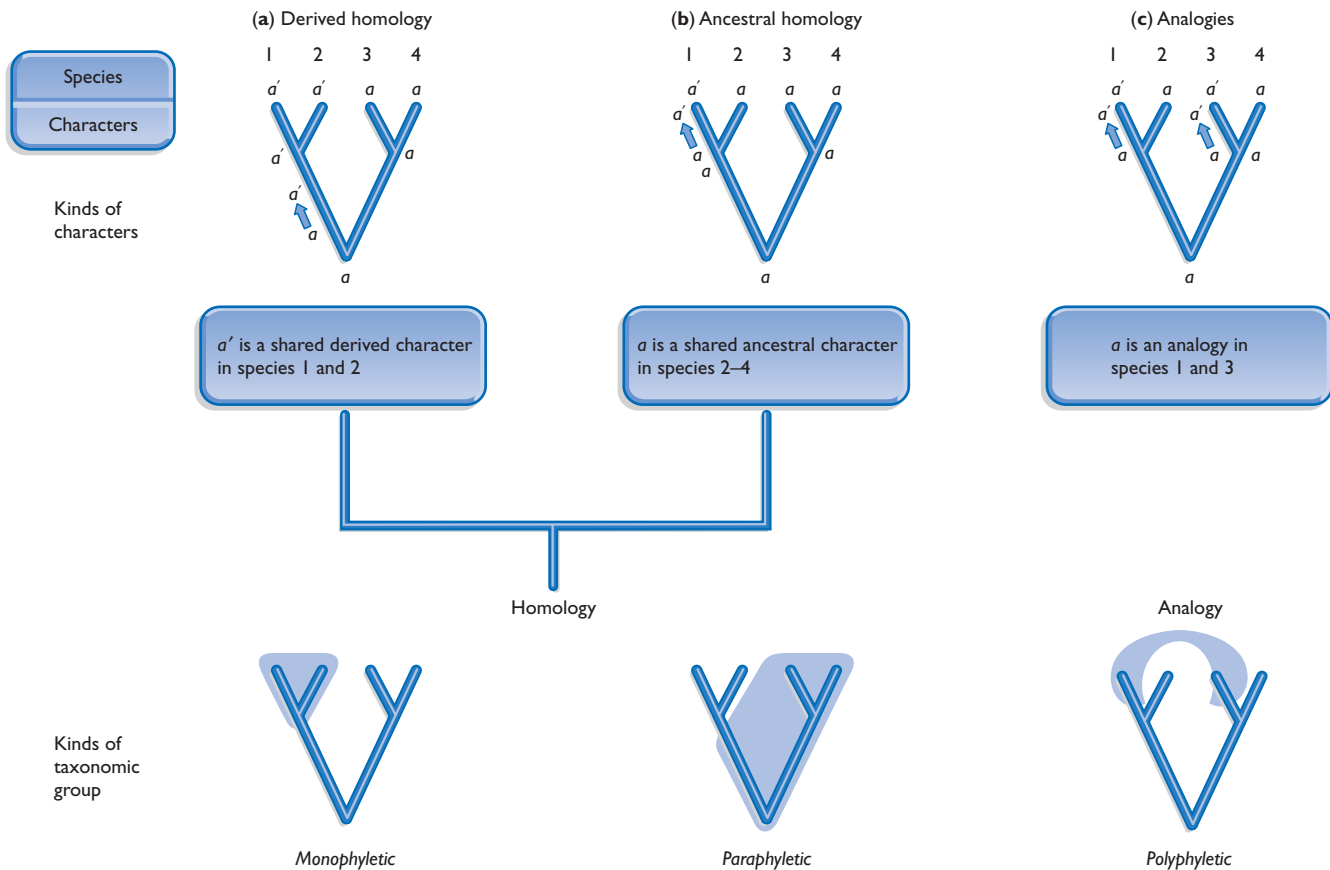 (a) Derived homology
(b) Ancestral homology
(c) Analogies
1 2 3 4
1 2 3 4
1 2 3 4
Species
Characters
a′ a′ a a
a′ a a a
a′ a a′ a
a′
a′
a′
a′ a
a a
a a a
a′
a
a
a
a
a
Kinds of
characters
a′ is a shared derived character
in species 1 and 2
a is a shared ancestral character
in species 2–4
a is an analogy in
species 1 and 3
Homology
Analogy
Kinds of
taxonomic
group
Monophyletic
Paraphyletic
Polyphyletic